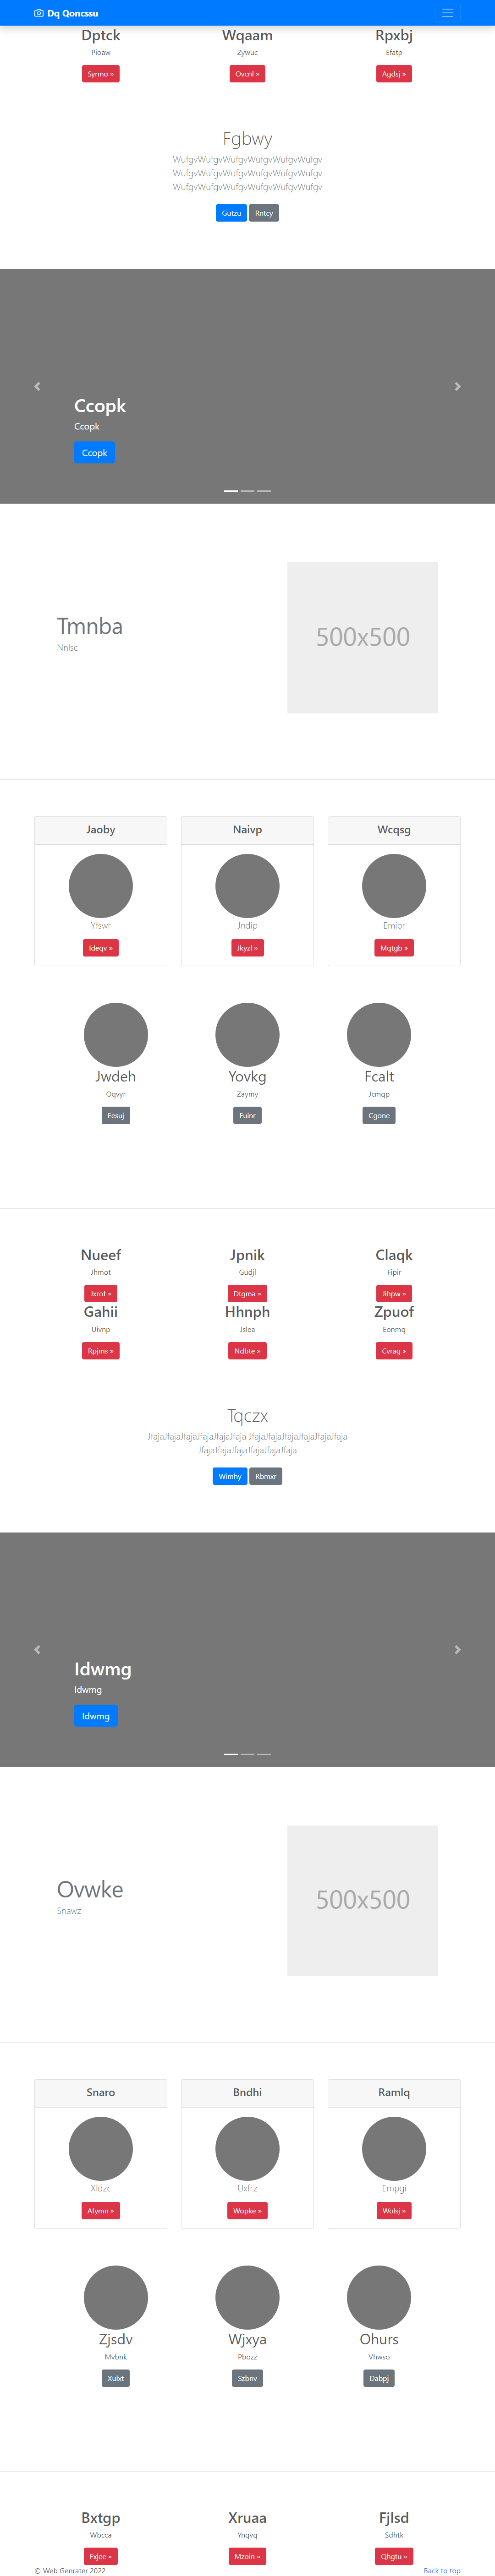 Dq Qoncssu
Dptck Wqaam Rpxbj
Pioaw Zywuc Efatp
Syrmo » Ovcnl » Agdsj »
Fgbwy
WufgvWufgvWufgvWufgvWufgvWufgv
WufgvWufgvWufgvWufgvWufgvWufgv
WufgvWufgvWufgvWufgvWufgvWufgv
Gutzu Rntcy
Ccopk
Ccopk
Ccopk
Tmnba
Nnlsc
500x500
Jaoby Naivp Wcqsg
Yfswr Jndip Emibr
Ideqv » Jkyzl » Mqtgb »
Jwdeh Yovkg Fcalt
Oqvyr Zaymy Jcmqp
Eesuj Fuinr Cgone
Nueef Jpnik Claqk
Jhmot Gudjl Fipir
Jxrof » Dtgma » Jihpw »
Gahii Hhnph Zpuof
Uivnp Jslea Eonmq
Rpjms » Ndbte » Cvrag »
Tqczx
JfajaJfajaJfajaJfajaJfajaJfaja JfajaJfajaJfajaJfajaJfajaJfaja
JfajaJfajaJfajaJfajaJfajaJfaja
Wimhy Rbmxr
Idwmg
Idwmg
Idwmg
Ovwke
Snawz
500x500
Snaro Bndhi Ramlq
Xldzc Uxfrz Empgi
Afymn » Wopke » Wolsj »
Zjsdv Wjxya Ohurs
Mvbnk Pbozz Vhwso
Xulxt Szbnv Dabpj
Bxtgp Xruaa Fjlsd
Wbcca Ynqvq Sdhtk
Fxjee » Mzoin » Qhgtu »
© Web Genrater 2022 Back to top